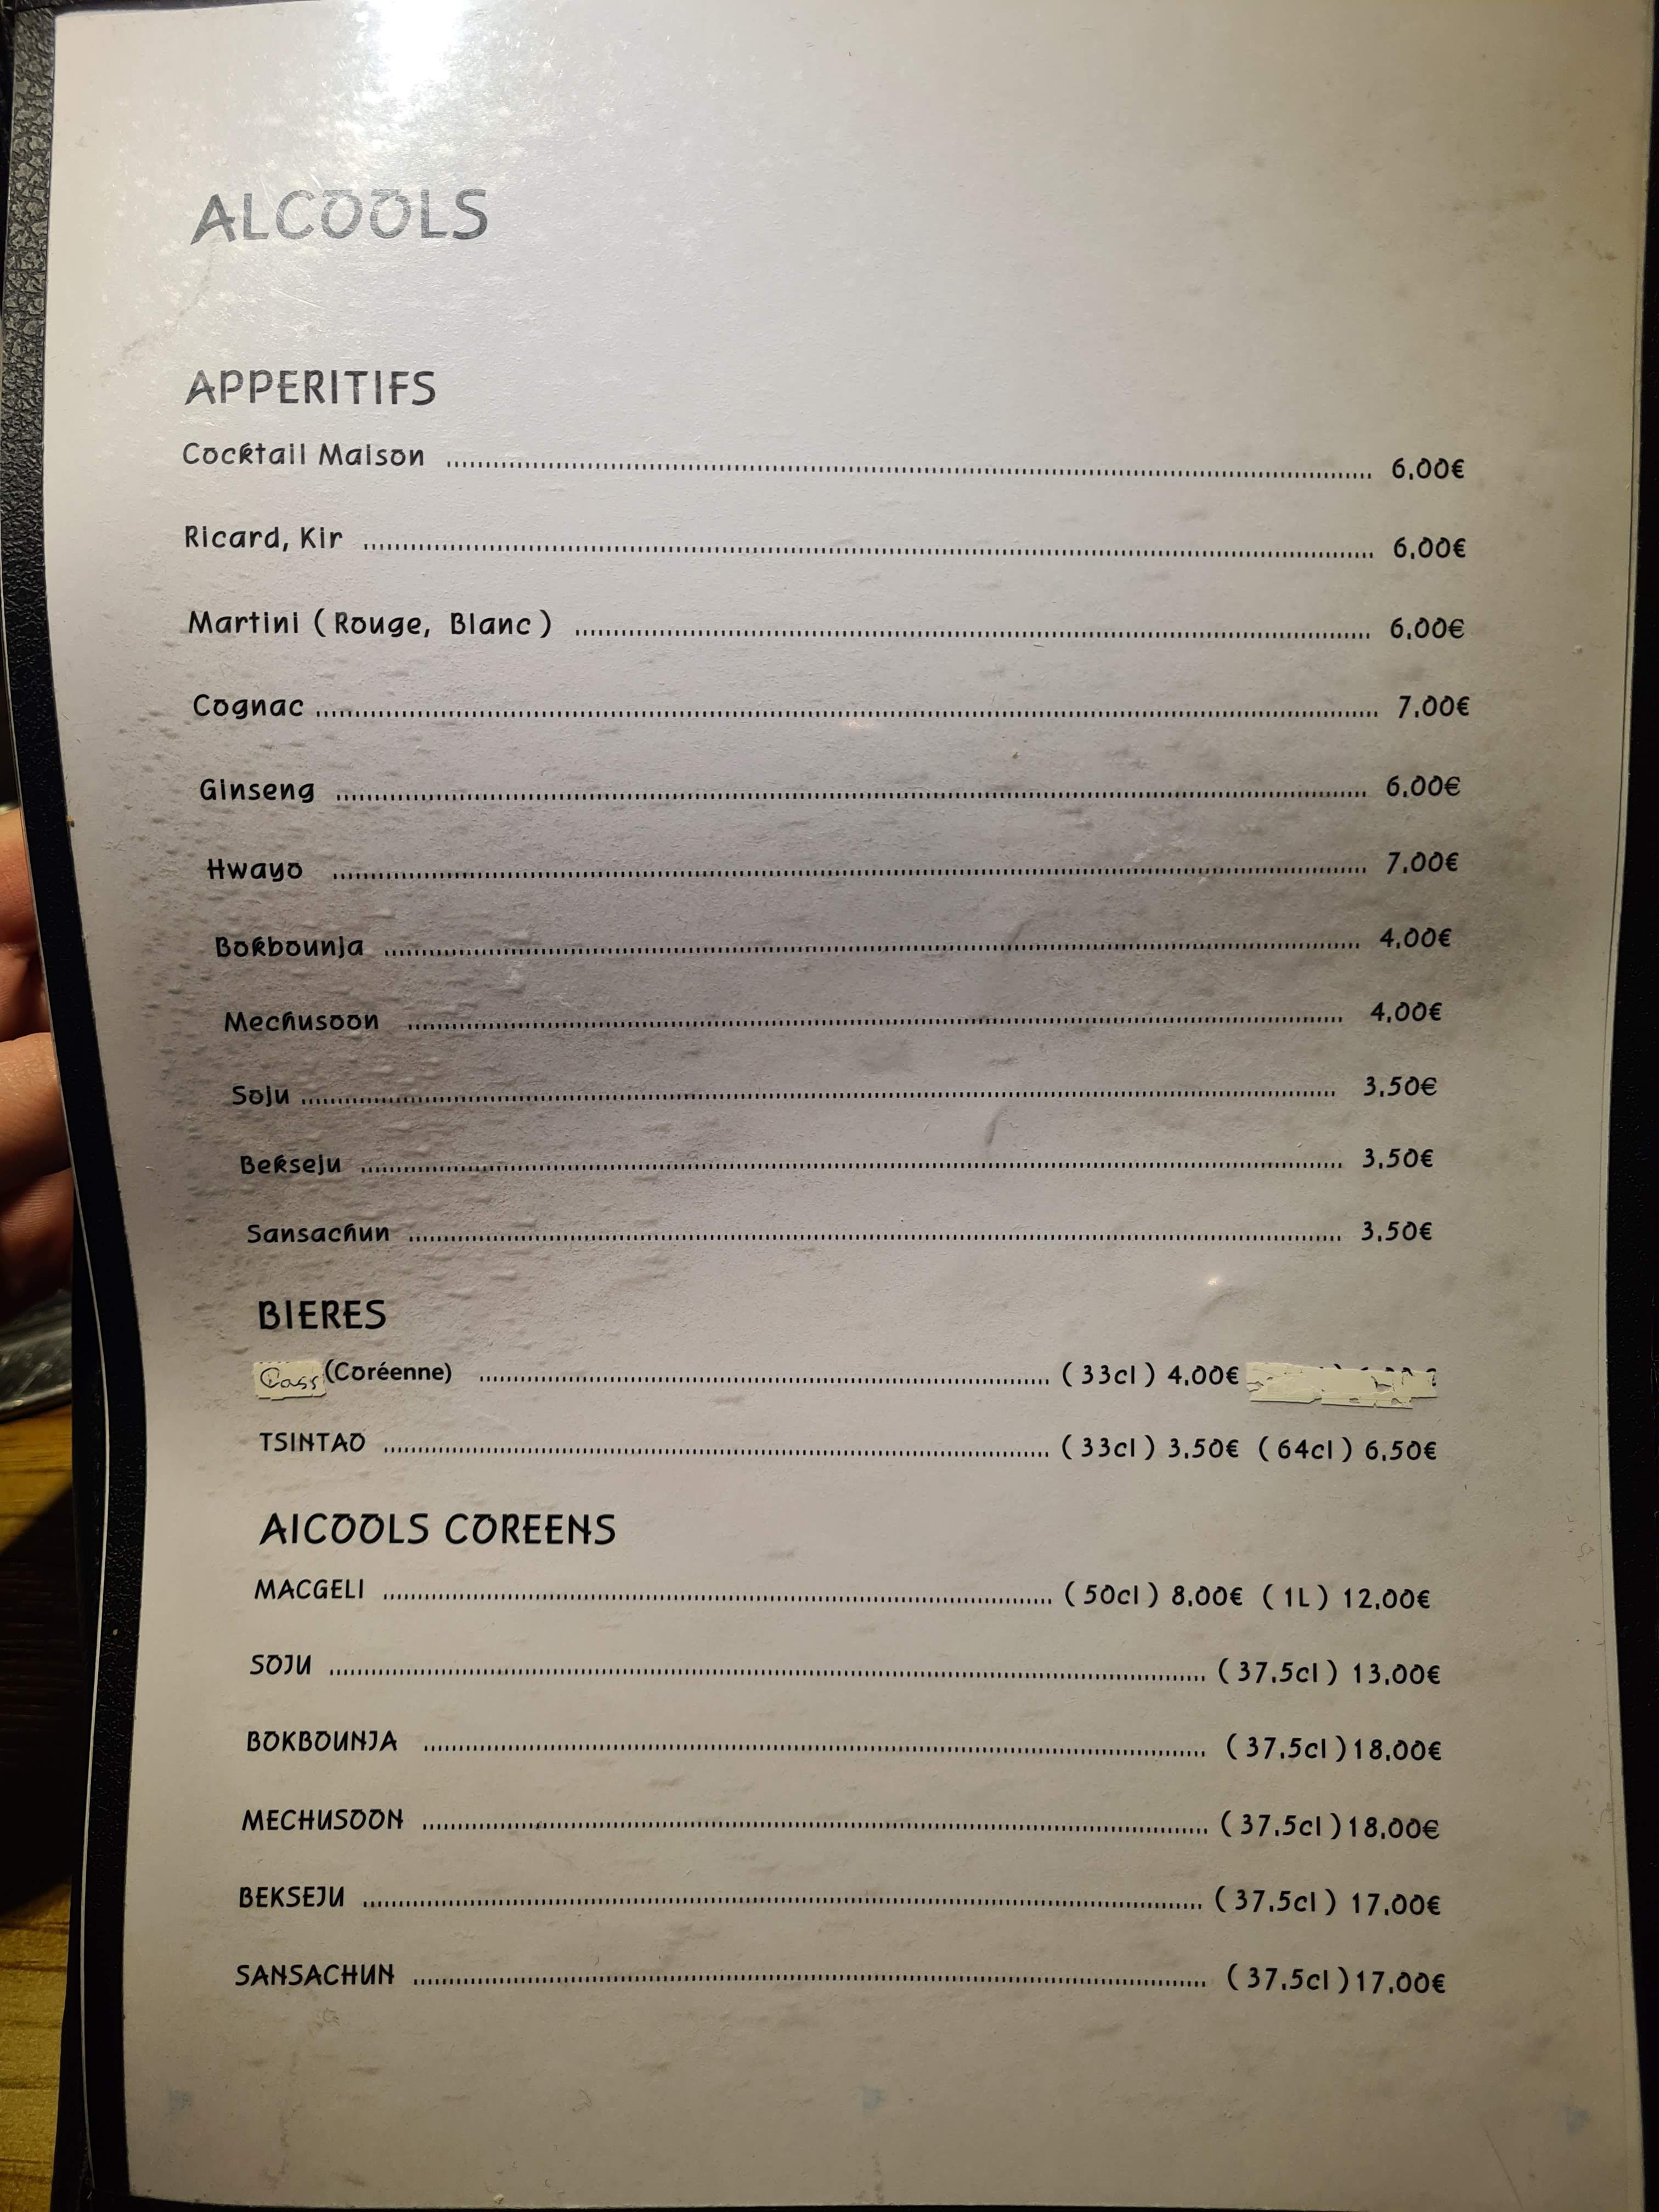 ALCOOLS
APPERITIFS
Cocktail Maison ........ 6,00€
Ricard, Kir ........ 6,00€
Martini ( Rouge, Blanc ) ........ 6,00€
Cognac ........ 7,00€
Ginseng ........ 6,00€
Hwayo ........ 7,00€
Bokbounja ........ 4,00€
Mechusoon ........ 4,00€
Soju ........ 3,50€
Bekseju ........ 3,50€
Sansachun ........ 3,50€
BIERES
Cass (Coréenne) ........ ( 33cl ) 4,00€
TSINTAO ........ ( 33cl ) 3,50€ ( 64cl ) 6,50€
AlCOOLS COREENS
MACGELI ........ ( 50cl ) 8,00€ ( 1L ) 12,00€
SOJU ........ ( 37,5cl ) 13,00€
BOKBOUNJA ........ ( 37,5cl ) 18,00€
MECHUSOON ........ ( 37,5cl ) 18,00€
BEKSEJU ........ ( 37,5cl ) 17,00€
SANSACHUN ........ ( 37,5cl ) 17,00€